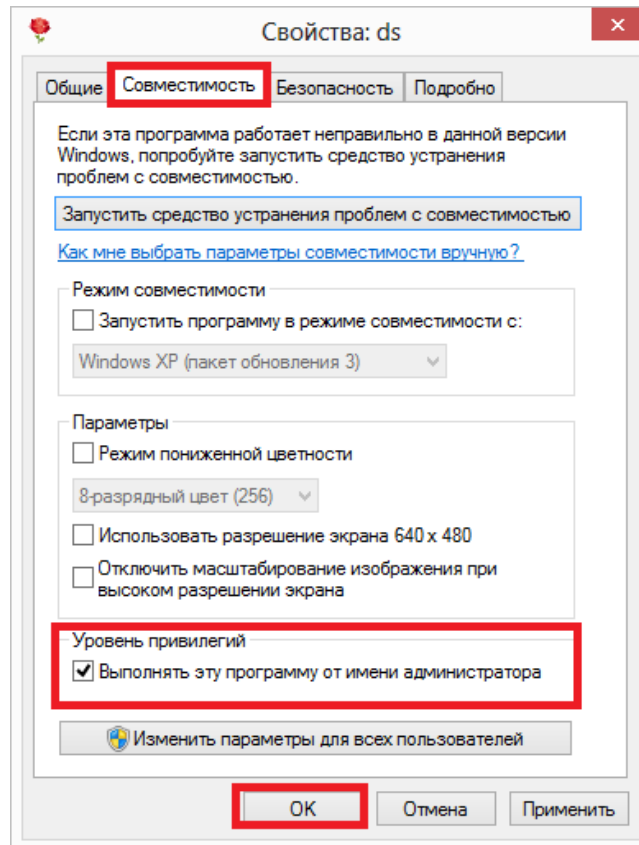 Свойства: ds
Общие Совместимость Безопасность Подробно
Если эта программа работает неправильно в данной версии
Windows, попробуйте запустить средство устранения
проблем с совместимостью.
Запустить средство устранения проблем с совместимостью
Как мне выбрать параметры совместимости вручную?
Режим совместимости
Запустить программу в режиме совместимости с:
Windows XP (пакет обновления 3)
Параметры
Режим пониженной цветности
8-разрядный цвет (256)
Использовать разрешение экрана 640 x 480
Отключить масштабирование изображения при
высоком разрешении экрана
Уровень привилегий
Выполнять эту программу от имени администратора
Изменить параметры для всех пользователей
ОК Отмена Применить